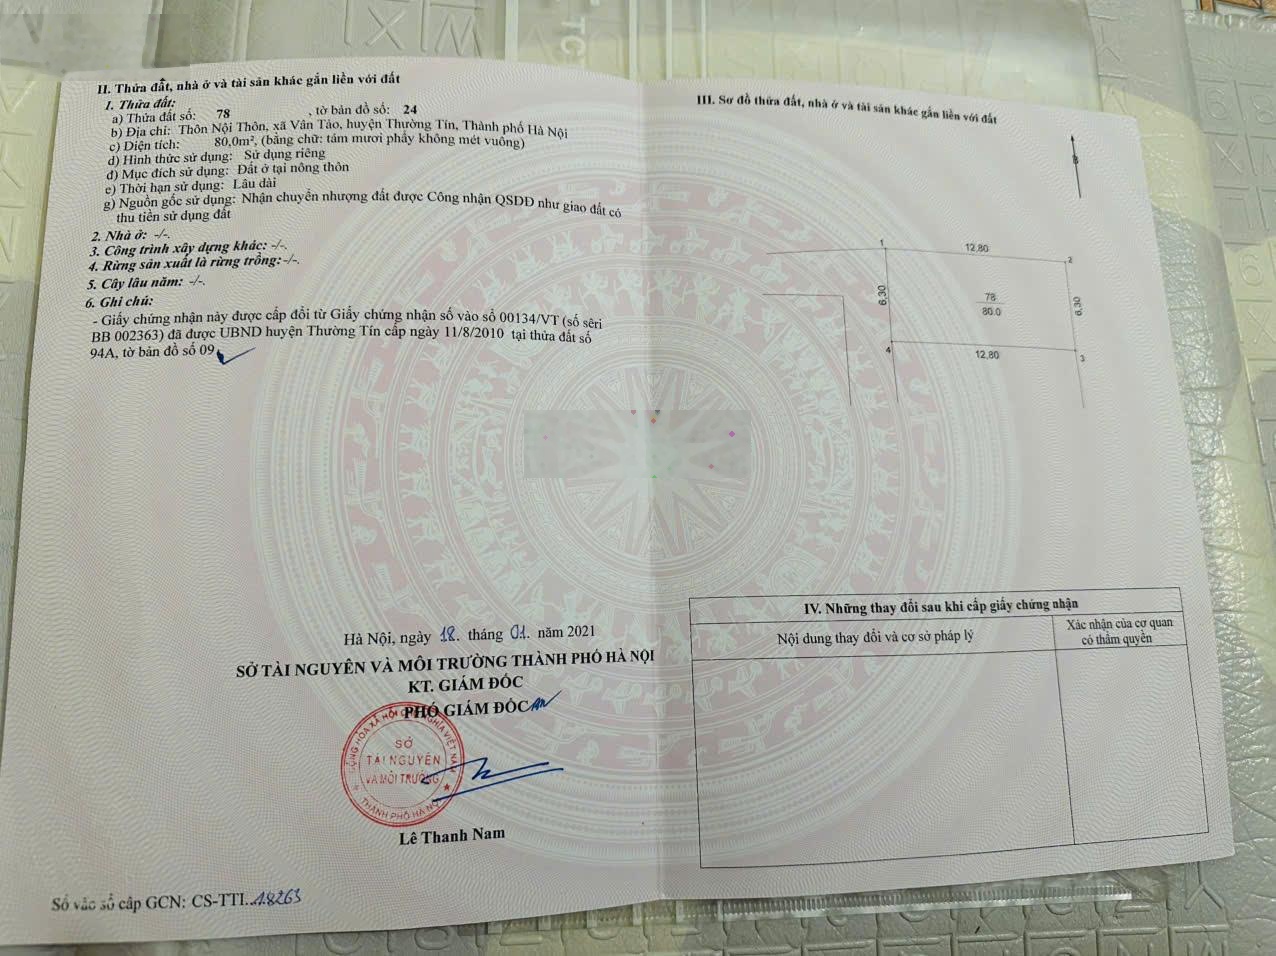 II. Thửa đất, nhà ở và tài sản khác gắn liền với đất
1. Thửa đất:
a) Thửa đất số: 78 , tờ bản đồ số: 24
b) Địa chỉ: Thôn Nội Thôn, xã Vân Tảo, huyện Thường Tín, Thành phố Hà Nội
c) Diện tích: 80,0m², (bằng chữ: tám mươi phẩy không mét vuông)
d) Hình thức sử dụng: Sử dụng riêng
đ) Mục đích sử dụng: Đất ở tại nông thôn
e) Thời hạn sử dụng: Lâu dài
g) Nguồn gốc sử dụng: Nhận chuyển nhượng đất được Công nhận QSDĐ như giao đất có
thu tiền sử dụng đất
2. Nhà ở: -/-.
3. Công trình xây dựng khác: -/-.
4. Rừng sản xuất là rừng trồng:-/-.
5. Cây lâu năm: -/-.
6. Ghi chú:
- Giấy chứng nhận này được cấp đổi từ Giấy chứng nhận số vào sổ 00134/VT (số sêri
BB 002363) đã được UBND huyện Thường Tín cấp ngày 11/8/2010 tại thửa đất số
94A, tờ bản đồ số 09
Hà Nội, ngày 18. tháng 01. năm 2021
SỞ TÀI NGUYÊN VÀ MÔI TRƯỜNG THÀNH PHỐ HÀ NỘI
KT. GIÁM ĐỐC
PHÓ GIÁM ĐỐC
CỘNG HÒA XÃ HỘI CHỦ NGHĨA VIỆT NAM
SỞ
TÀI NGUYÊN
VÀ MÔI TRƯỜNG
THÀNH PHỐ HÀ NỘI
Lê Thanh Nam
Số vào sổ cấp GCN: CS-TTI..18263
III. Sơ đồ thửa đất, nhà ở và tài sản khác gắn liền với đất
B
1
12,80
2
6,30
78
80.0
6,30
4
12,80
3
IV. Những thay đổi sau khi cấp giấy chứng nhận
Nội dung thay đổi và cơ sở pháp lý
Xác nhận của cơ quan
có thẩm quyền